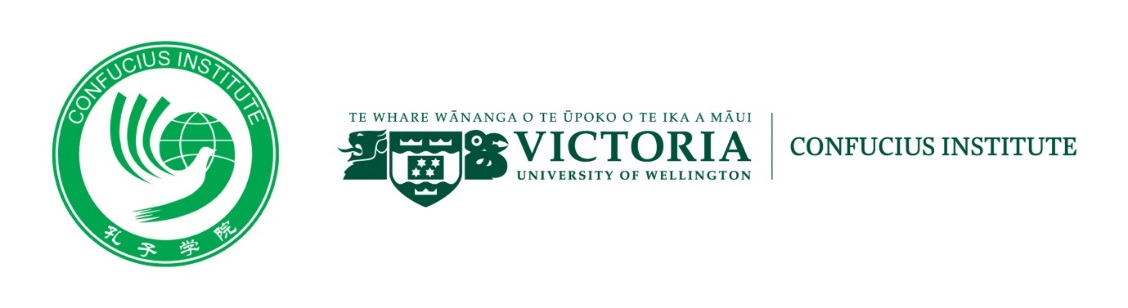 CONFUCIUS INSTITUTE
孔子学院
TE WHARE WĀNANGA O TE ŪPOKO O TE IKA A MĀUI
VICTORIA
UNIVERSITY OF WELLINGTON
CONFUCIUS INSTITUTE